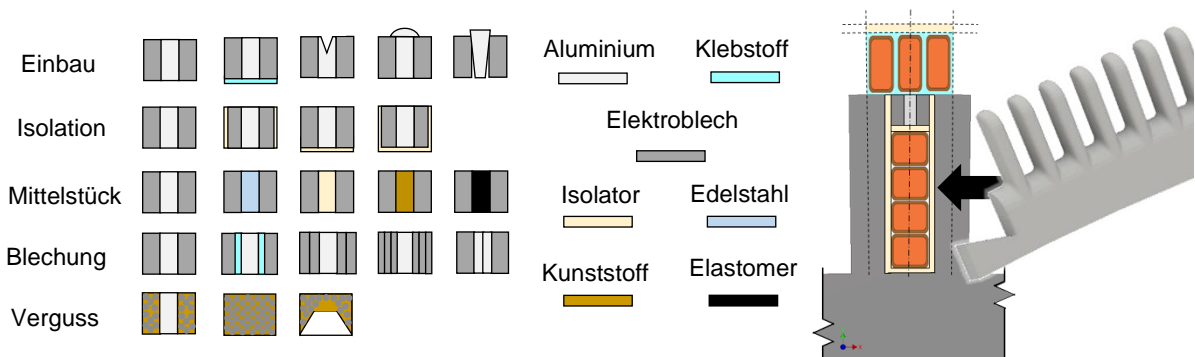 Einbau
Isolation
Mittelstück
Blechung
Verguss
Aluminium
Klebstoff
Elektroblech
Isolator
Edelstahl
Kunststoff
Elastomer
Y
X